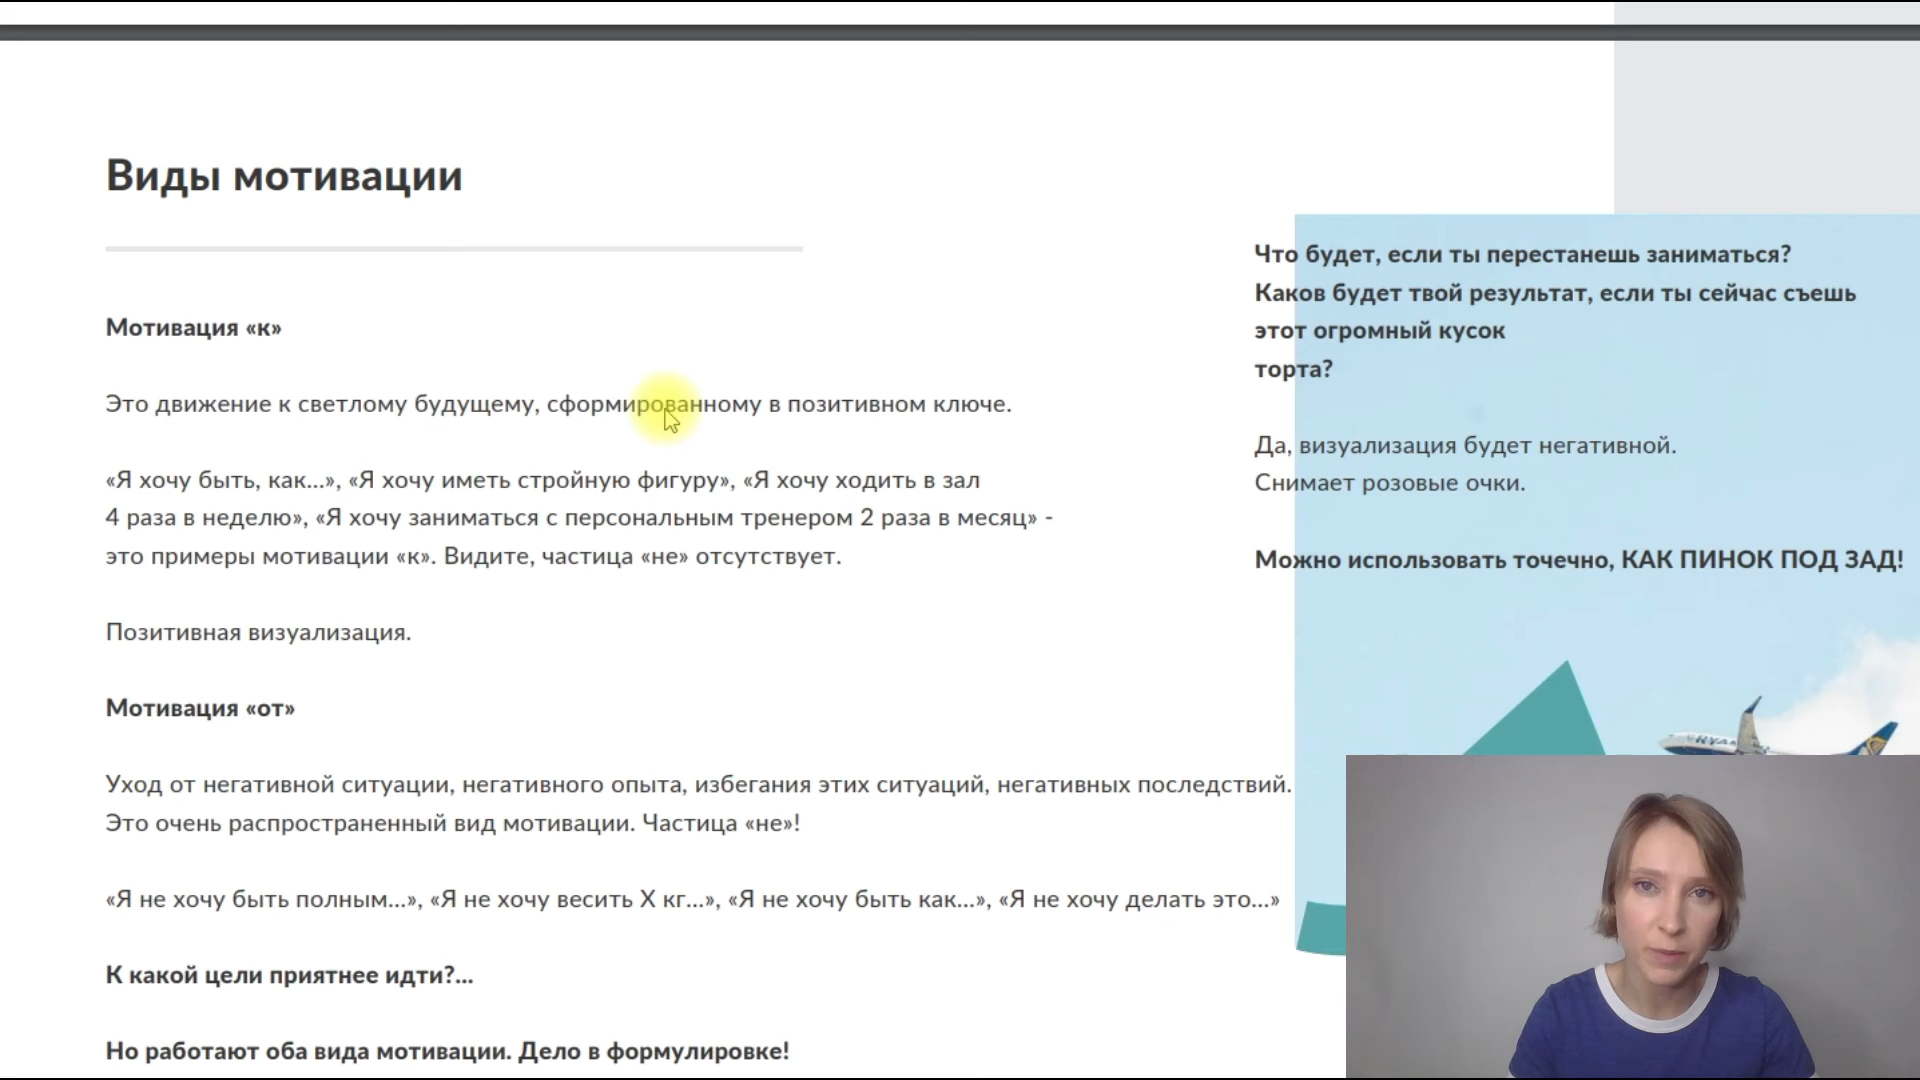 Виды мотивации
Мотивация «к»
Это движение к светлому будущему, сформированному в позитивном ключе.
«Я хочу быть, как...», «Я хочу иметь стройную фигуру», «Я хочу ходить в зал
4 раза в неделю», «Я хочу заниматься с персональным тренером 2 раза в месяц» -
это примеры мотивации «к». Видите, частица «не» отсутствует.
Позитивная визуализация.
Мотивация «от»
Уход от негативной ситуации, негативного опыта, избегания этих ситуаций, негативных последствий.
Это очень распространенный вид мотивации. Частица «не»!
«Я не хочу быть полным...», «Я не хочу весить Х кг...», «Я не хочу быть как...», «Я не хочу делать это...»
К какой цели приятнее идти?...
Но работают оба вида мотивации. Дело в формулировке!
Что будет, если ты перестанешь заниматься?
Каков будет твой результат, если ты сейчас съешь
этот огромный кусок
торта?
Да, визуализация будет негативной.
Снимает розовые очки.
Можно использовать точечно, КАК ПИНОК ПОД ЗАД!